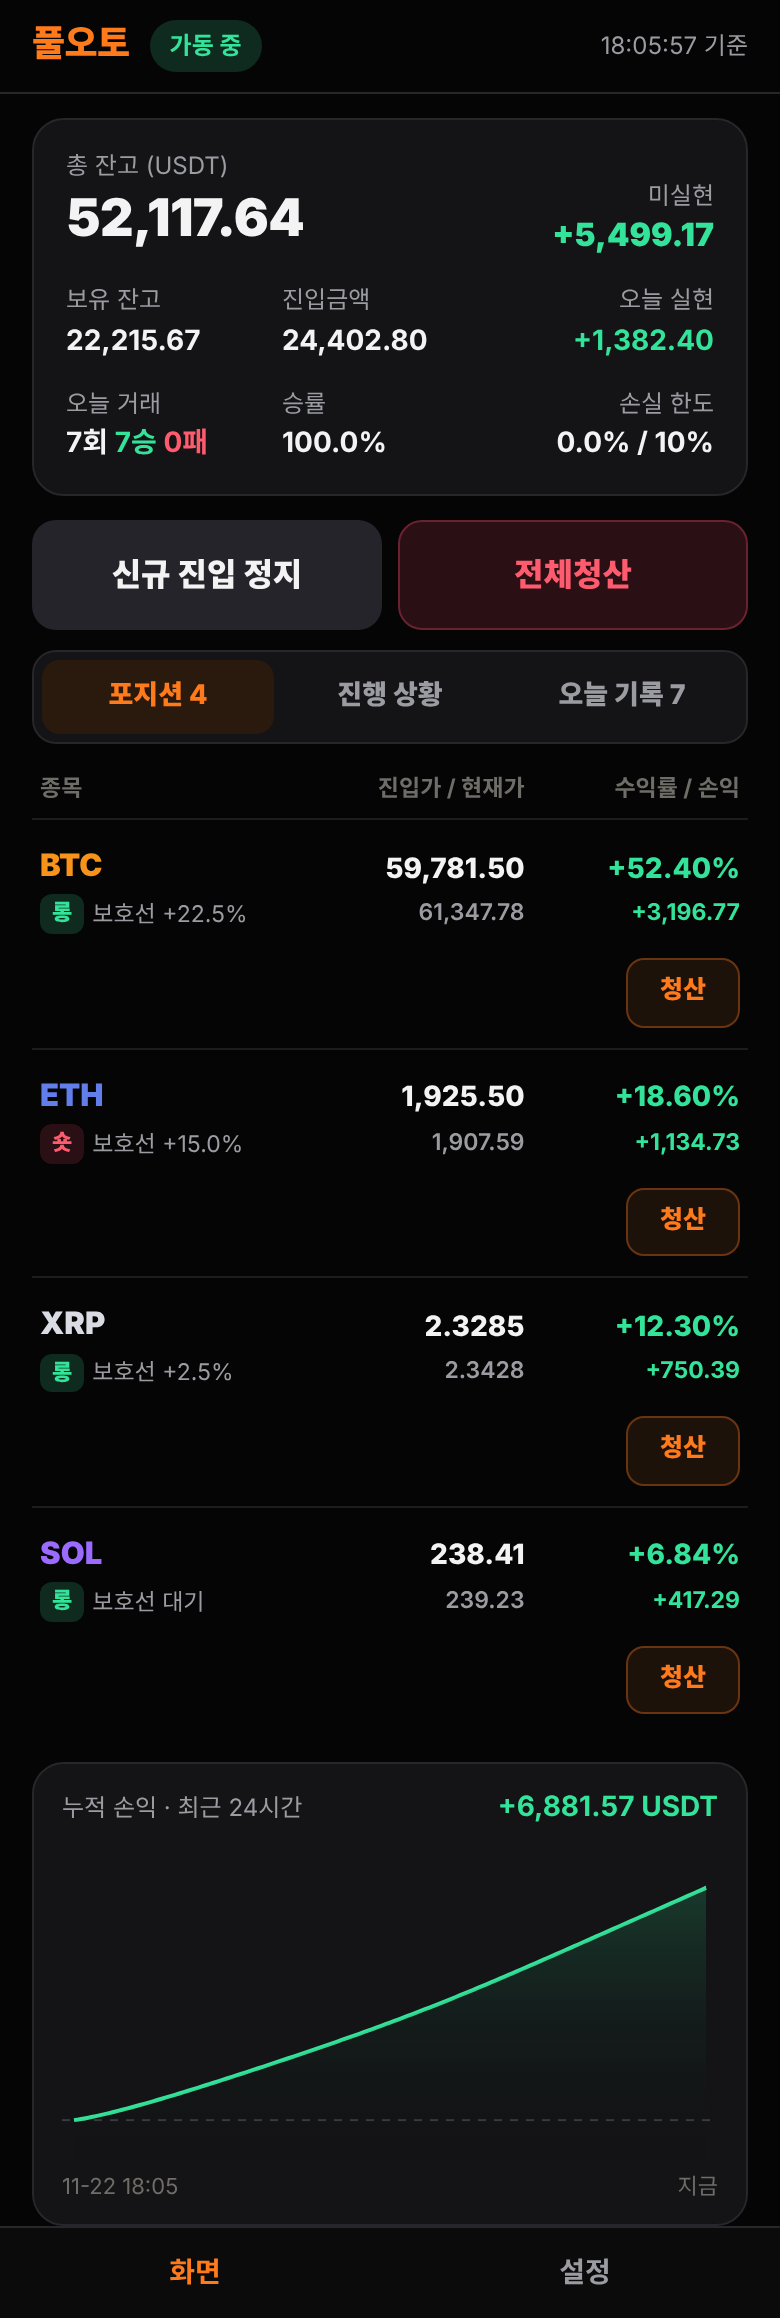 풀오토 가동 중 18:05:57 기준
총 잔고 (USDT)
52,117.64
미실현
+5,499.17
보유 잔고 진입금액 오늘 실현
22,215.67 24,402.80 +1,382.40
오늘 거래 승률 손실 한도
7회 7승 0패 100.0% 0.0% / 10%
신규 진입 정지 전체청산
포지션 4 진행 상황 오늘 기록 7
종목 진입가 / 현재가 수익률 / 손익
BTC 59,781.50 +52.40%
롱 보호선 +22.5% 61,347.78 +3,196.77
청산
ETH 1,925.50 +18.60%
숏 보호선 +15.0% 1,907.59 +1,134.73
청산
XRP 2.3285 +12.30%
롱 보호선 +2.5% 2.3428 +750.39
청산
SOL 238.41 +6.84%
롱 보호선 대기 239.23 +417.29
청산
누적 손익 · 최근 24시간 +6,881.57 USDT
11-22 18:05 지금
화면 설정